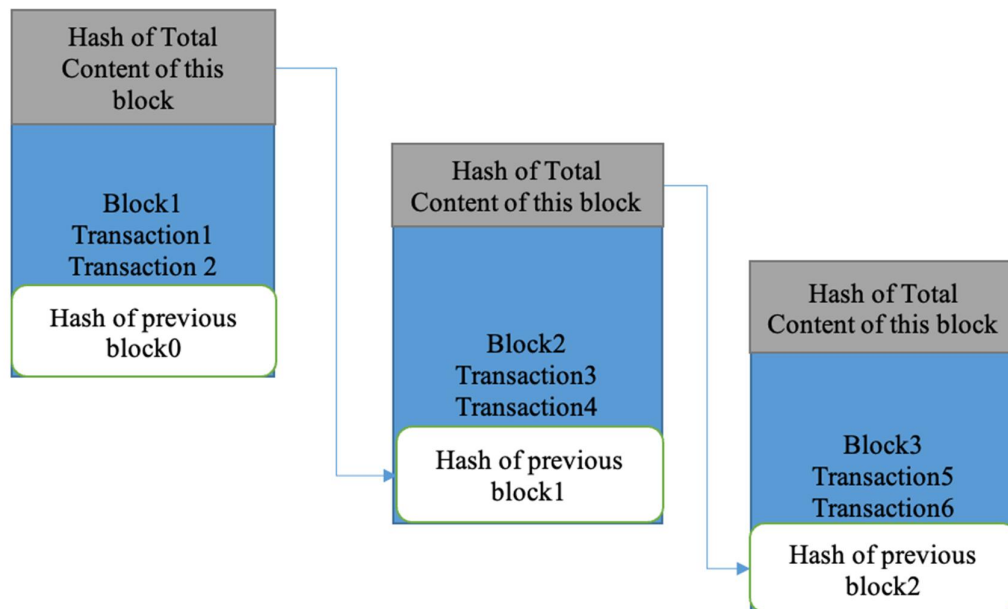 Hash of Total
Content of this
block
Block1
Transaction1
Transaction 2
Hash of previous
block0
Hash of Total
Content of this block
Block2
Transaction3
Transaction4
Hash of previous
block1
Hash of Total
Content of this block
Block3
Transaction5
Transaction6
Hash of previous
block2